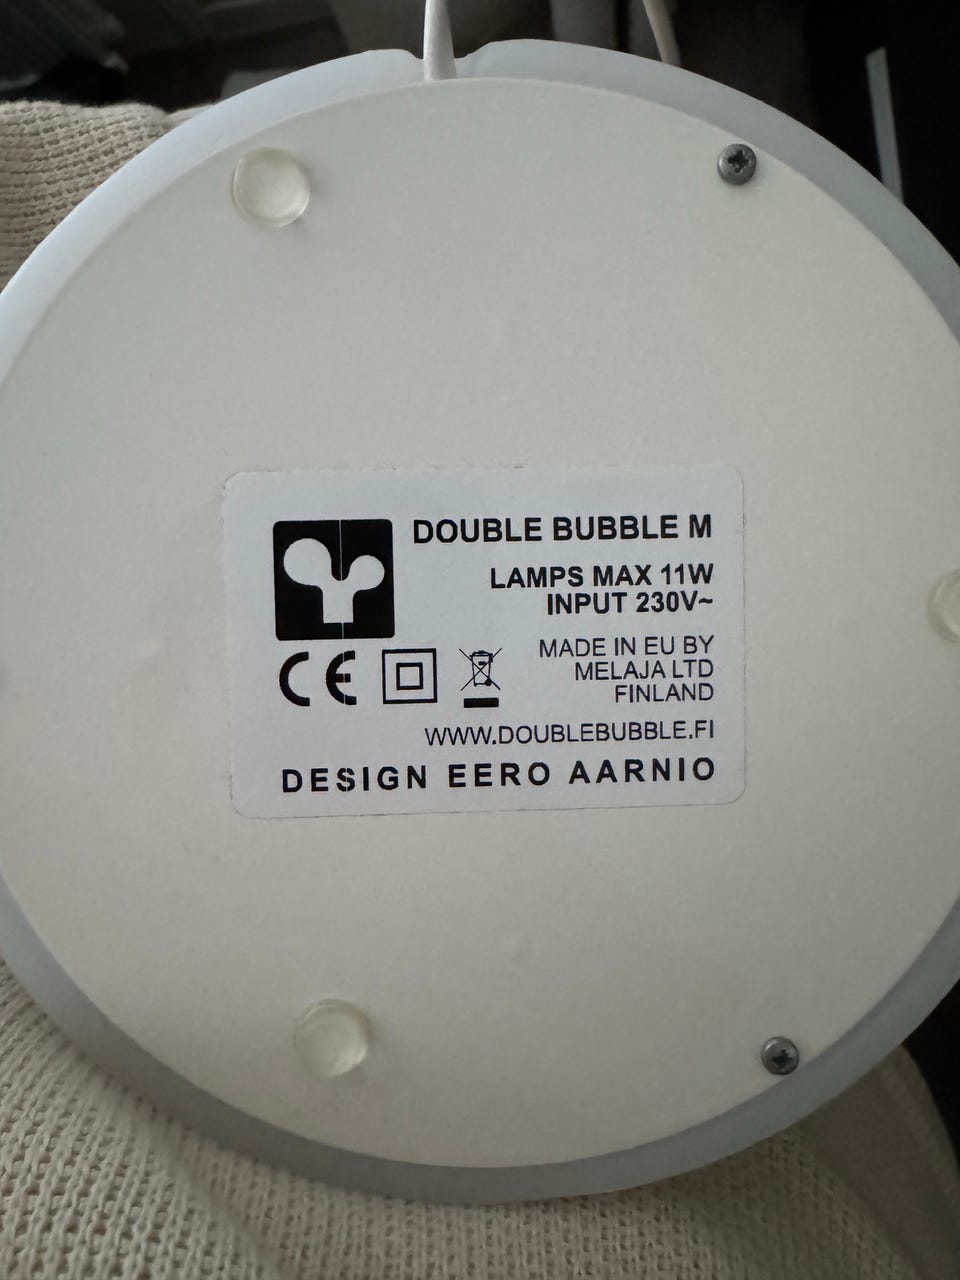 DOUBLE BUBBLE M
LAMPS MAX 11W
INPUT 230V~
CE
MADE IN EU BY
MELAJA LTD
FINLAND
WWW.DOUBLEBUBBLE.FI
DESIGN EERO AARNIO